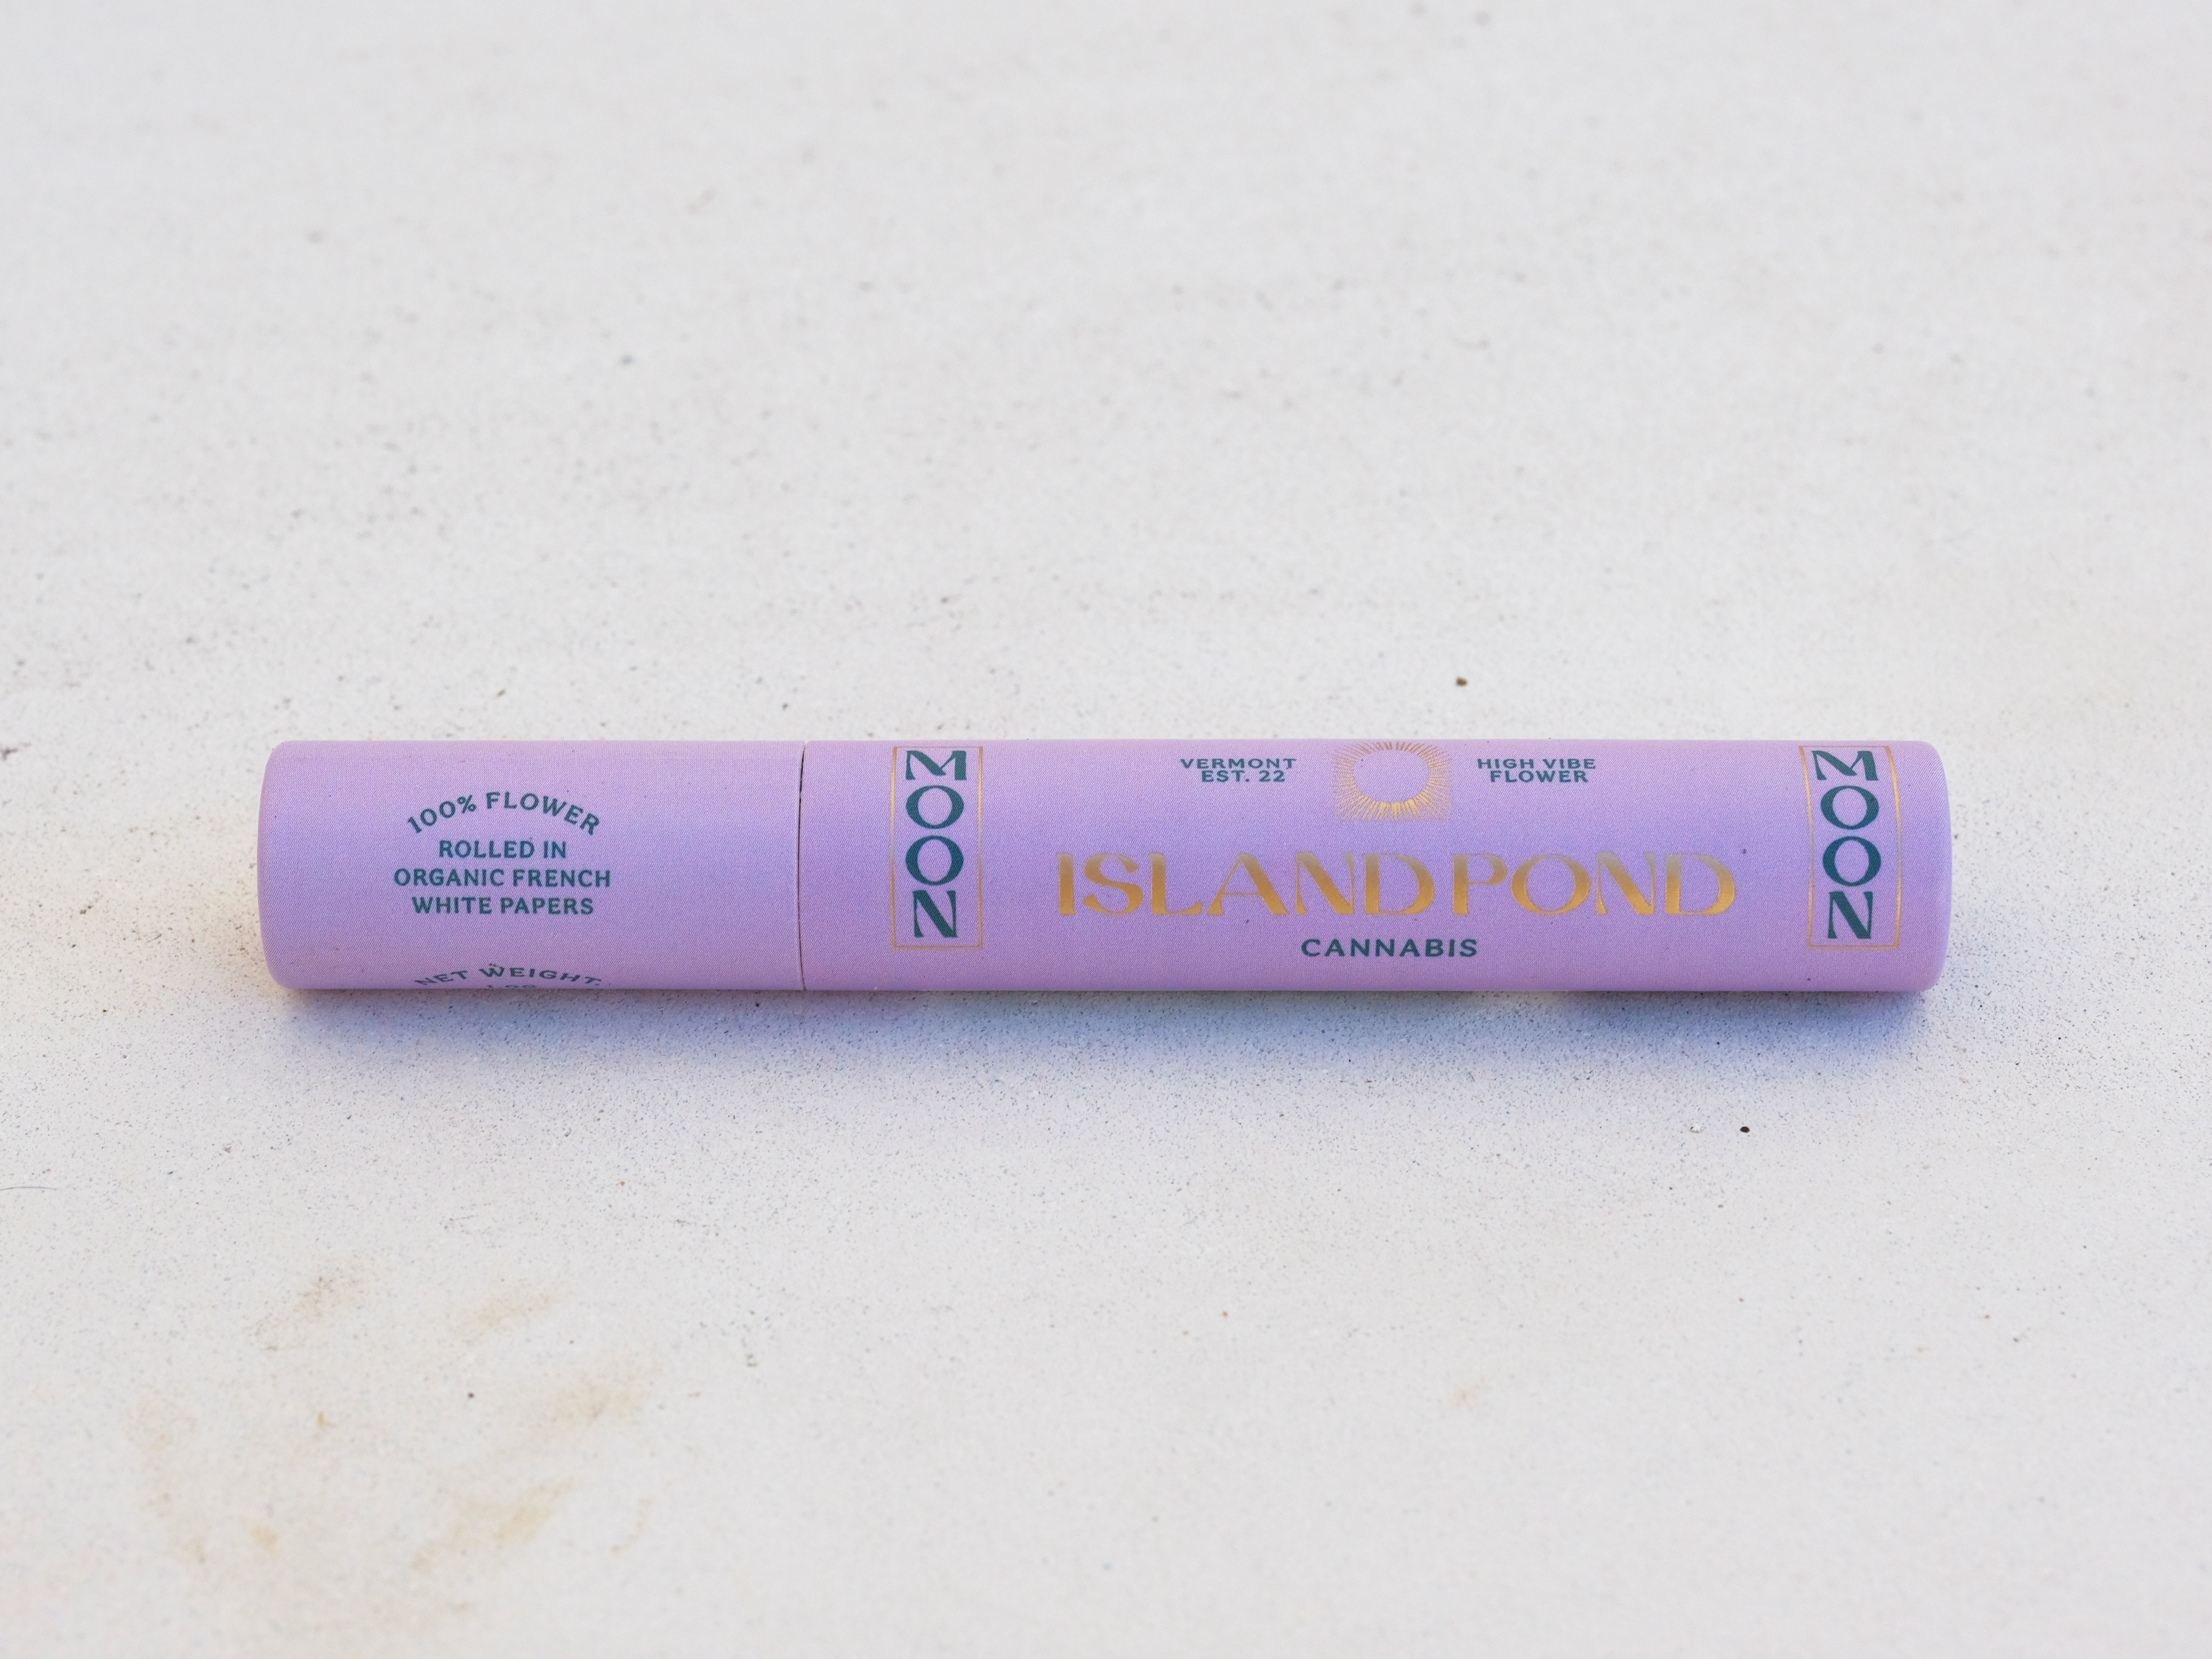 100% FLOWER
ROLLED IN
ORGANIC FRENCH
WHITE PAPERS
NET WEIGHT
MOON
VERMONT
EST. 22
HIGH VIBE
FLOWER
ISLAND POND
CANNABIS
MOON